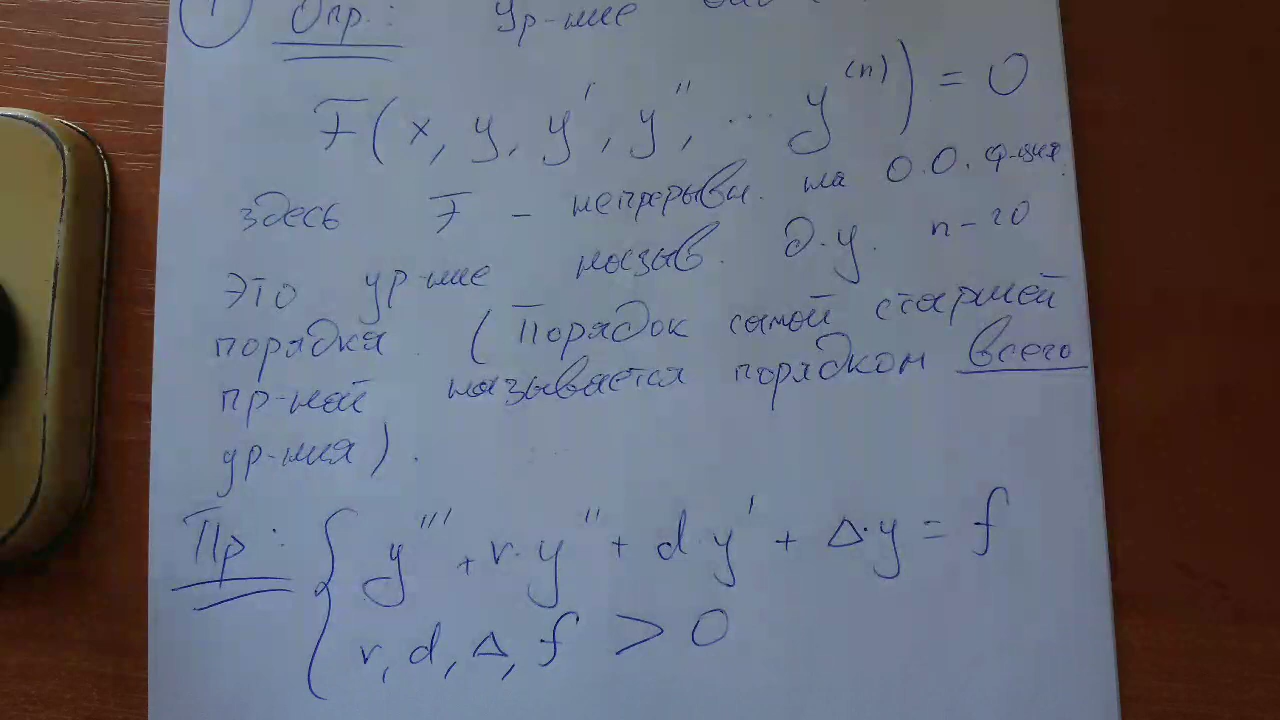 ① Опр.: Ур-ние
F(x, y, y', y'', ... y⁽ⁿ⁾) = 0
здесь F - непрерывн. на О.О. ф-ция.
Это ур-ние назыв. д.у. n-го
порядка. (Порядок самой старшей
пр-ной называется порядком всего
ур-ния).
Пр: { y''' + r·y'' + d·y' + Δ·y = f
r, d, Δ, f > 0